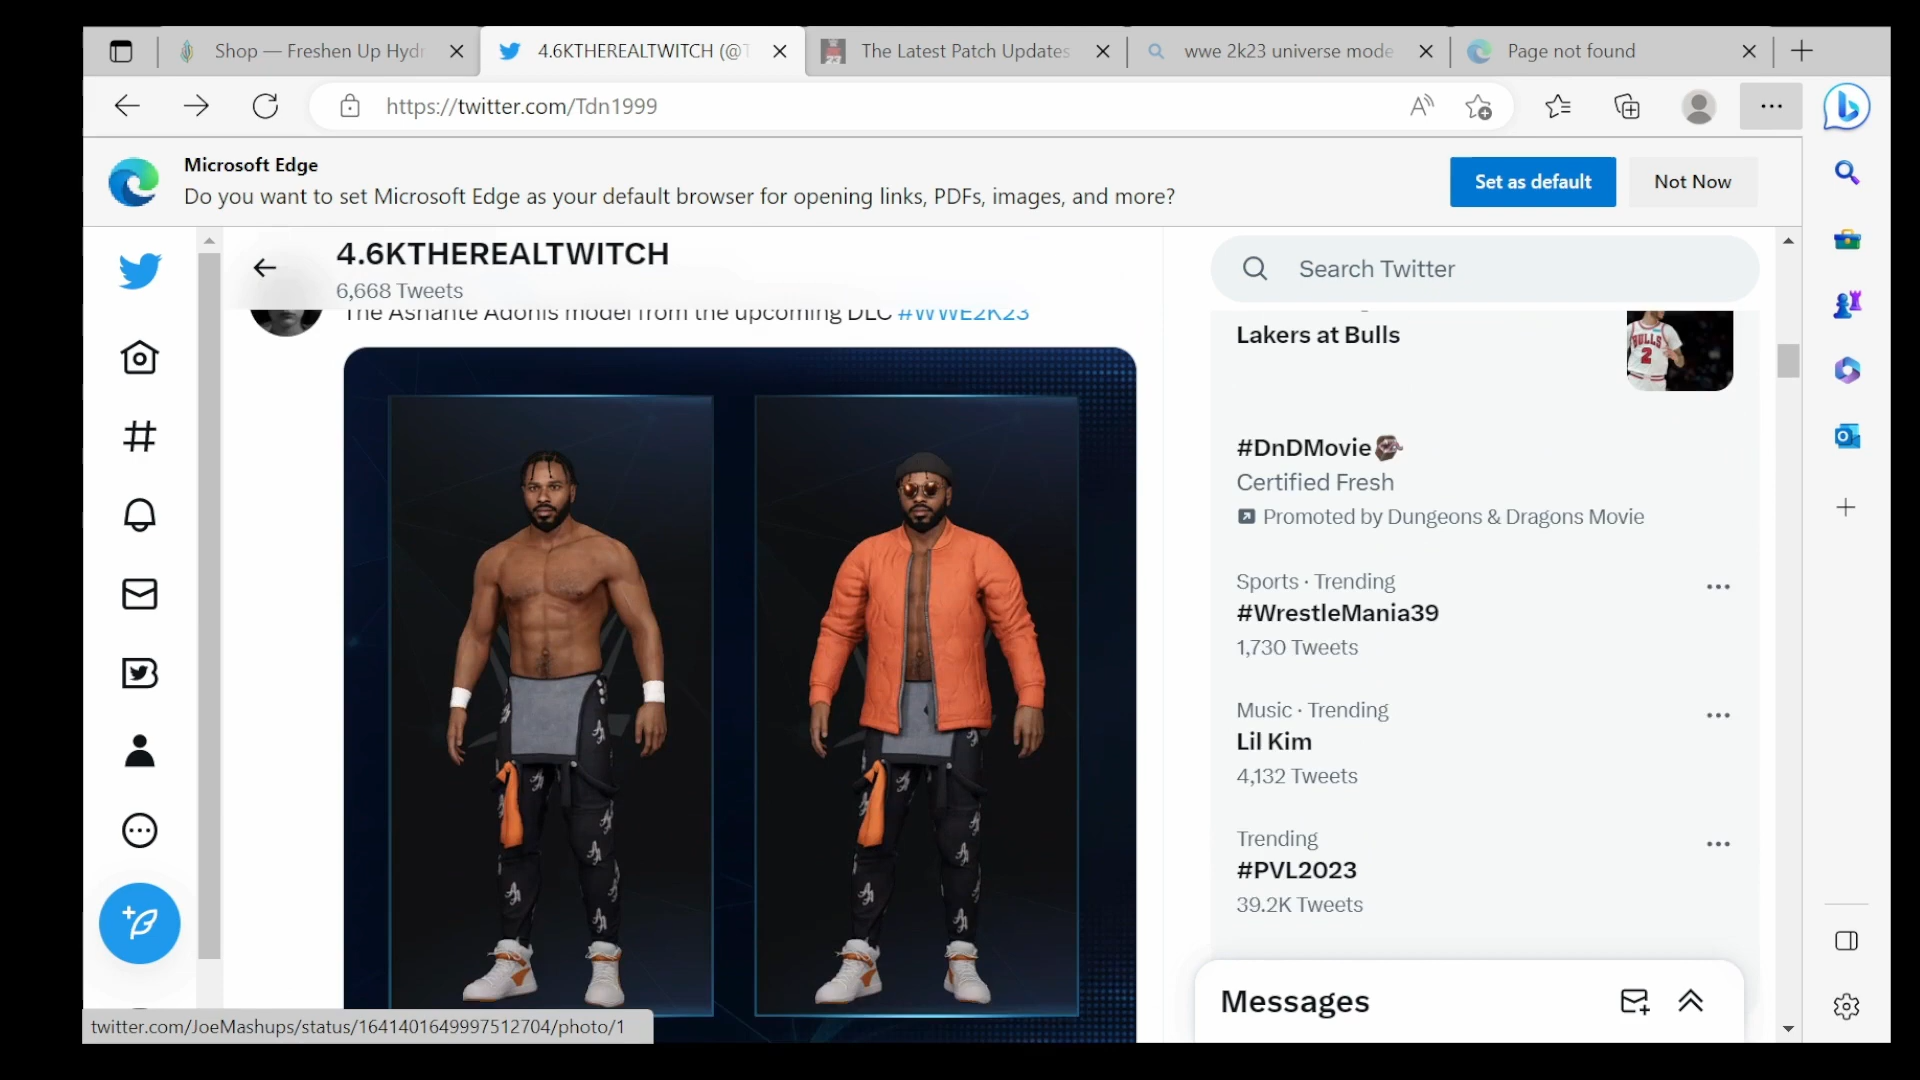 Shop — Freshen Up Hydr
4.6KTHEREALTWITCH (@T
The Latest Patch Updates
wwe 2k23 universe mode
Page not found
https://twitter.com/Tdn1999
Microsoft Edge
Do you want to set Microsoft Edge as your default browser for opening links, PDFs, images, and more?
Set as default
Not Now
4.6KTHEREALTWITCH
6,668 Tweets
The Ashante Adonis model from the upcoming DLC #WWE2K23
Search Twitter
Lakers at Bulls
BULLS
2
#DnDMovie
Certified Fresh
Promoted by Dungeons & Dragons Movie
Sports · Trending
#WrestleMania39
1,730 Tweets
Music · Trending
Lil Kim
4,132 Tweets
Trending
#PVL2023
39.2K Tweets
Messages
twitter.com/JoeMashups/status/1641401649997512704/photo/1